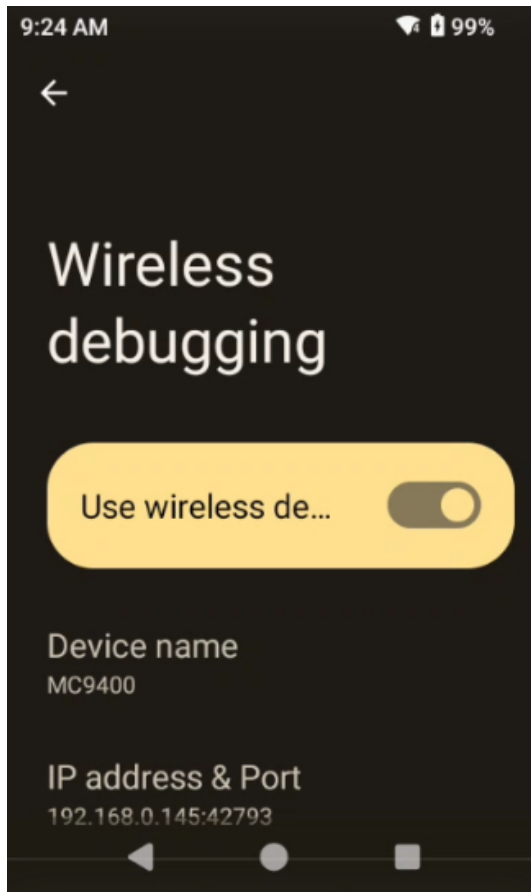 9:24 AM 4 99%
Wireless
debugging
Use wireless de...
Device name
MC9400
IP address & Port
192.168.0.145:42793